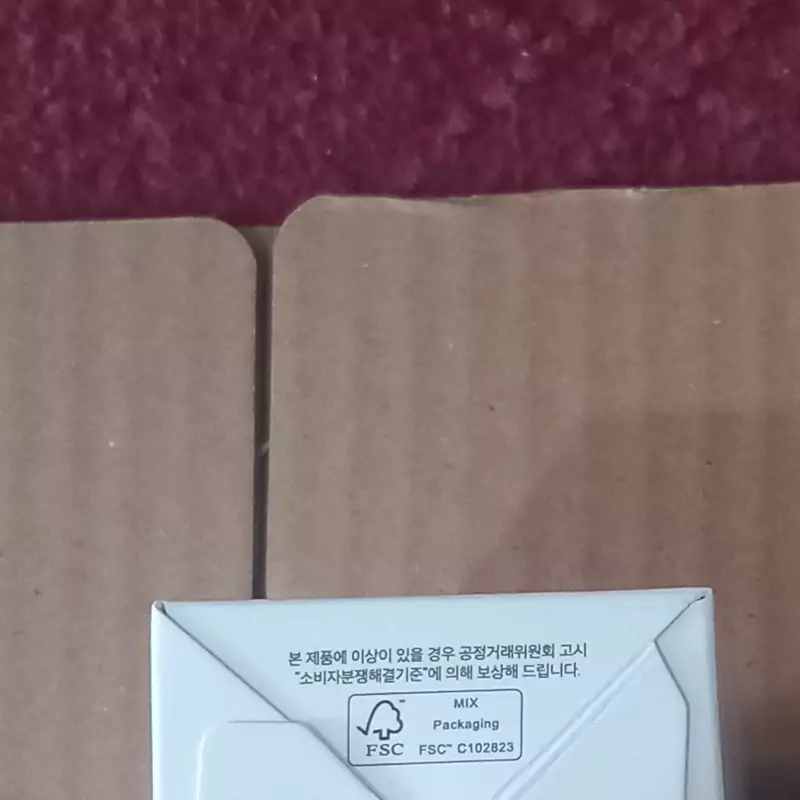 본 제품에 이상이 있을 경우 공정거래위원회 고시
"소비자분쟁해결기준"에 의해 보상해 드립니다.
MIX
Packaging
FSC™ C102823
FSC